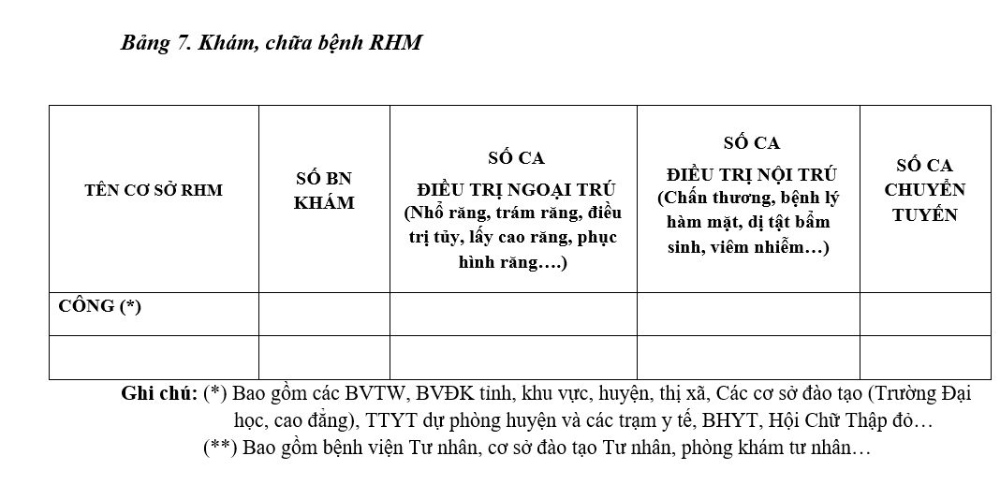 Bảng 7. Khám, chữa bệnh RHM
TÊN CƠ SỞ RHM
SỐ BN
KHÁM
SỐ CA
ĐIỀU TRỊ NGOẠI TRÚ
(Nhổ răng, trám răng, điều
trị tủy, lấy cao răng, phục
hình răng….)
SỐ CA
ĐIỀU TRỊ NỘI TRÚ
(Chấn thương, bệnh lý
hàm mặt, dị tật bẩm
sinh, viêm nhiễm…)
SỐ CA
CHUYỂN
TUYẾN
CÔNG (*)
Ghi chú: (*) Bao gồm các BVTW, BVĐK tỉnh, khu vực, huyện, thị xã, Các cơ sở đào tạo (Trường Đại
học, cao đẳng), TTYT dự phòng huyện và các trạm y tế, BHYT, Hội Chữ Thập đỏ…
(**) Bao gồm bệnh viện Tư nhân, cơ sở đào tạo Tư nhân, phòng khám tư nhân…